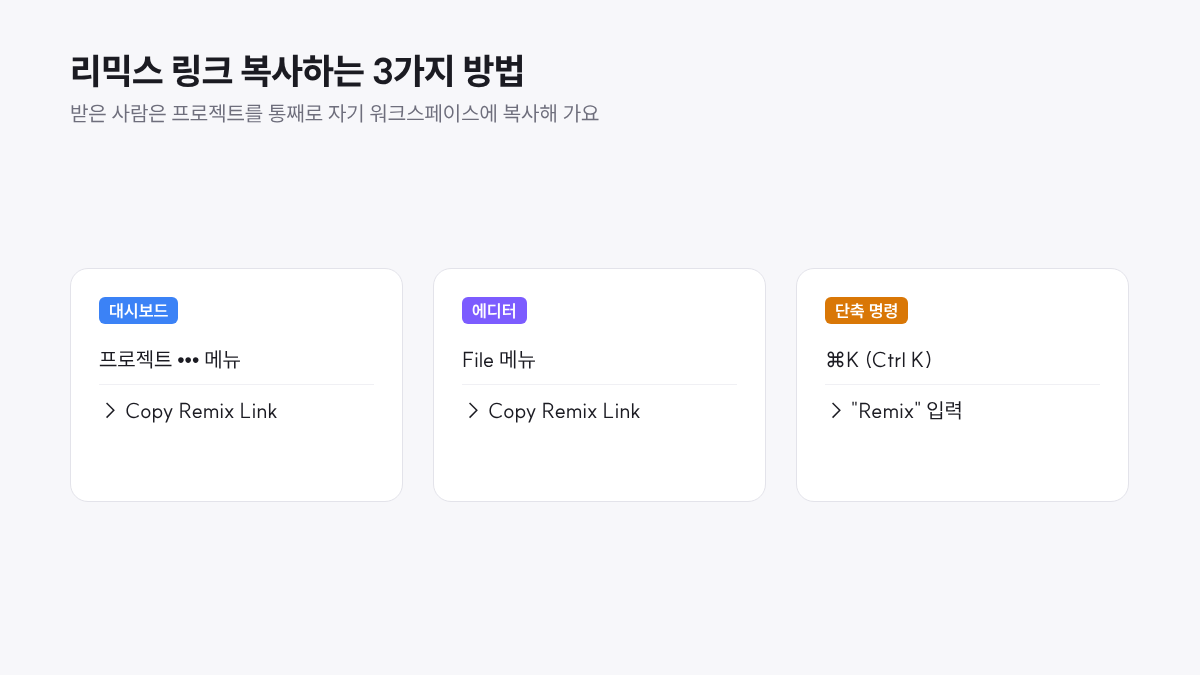 리믹스 링크 복사하는 3가지 방법
받은 사람은 프로젝트를 통째로 자기 워크스페이스에 복사해 가요
대시보드
프로젝트 ••• 메뉴
> Copy Remix Link
에디터
File 메뉴
> Copy Remix Link
단축 명령
⌘K (Ctrl K)
> "Remix" 입력